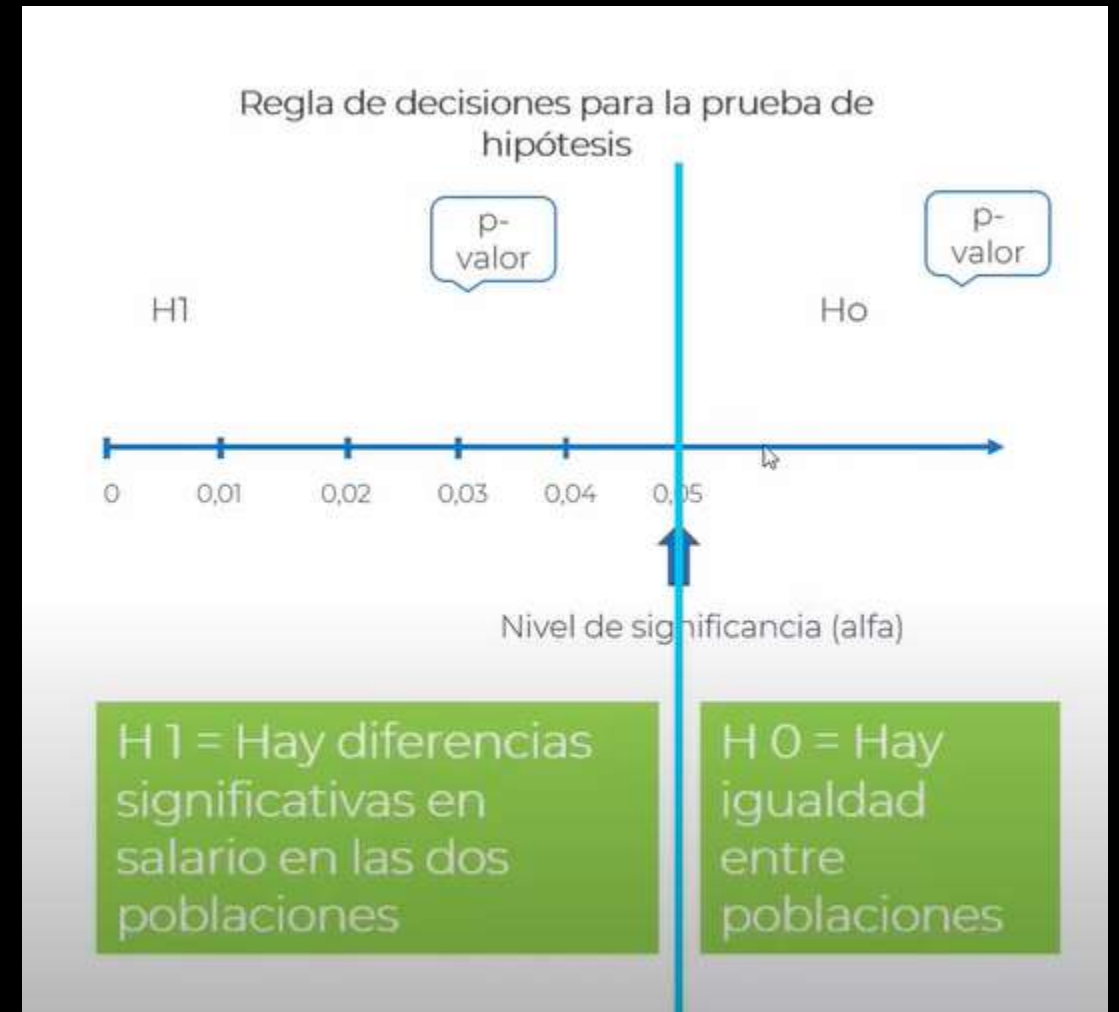 Regla de decisiones para la prueba de
hipótesis
p-
valor
p-
valor
H1
Ho
0
0,01
0,02
0,03
0,04
0,05
Nivel de significancia (alfa)
H 1 = Hay diferencias
significativas en
salario en las dos
poblaciones
H 0 = Hay
igualdad
entre
poblaciones